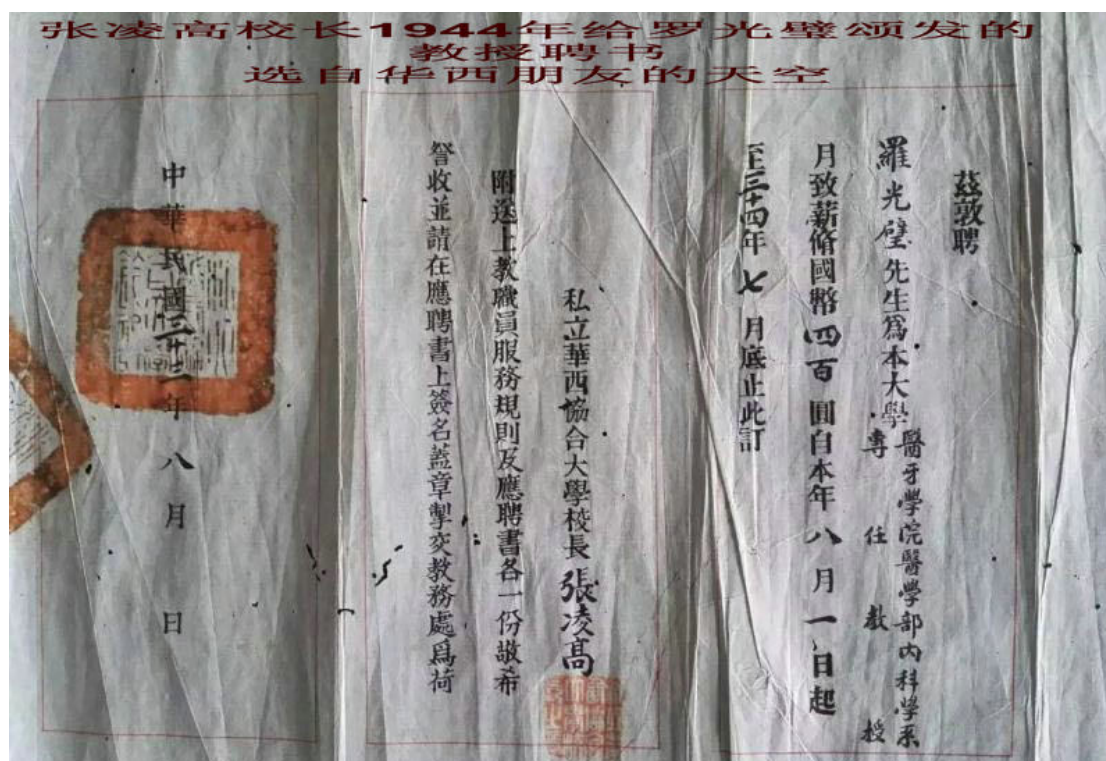 张凌高校长1944年给罗光壁颁发的
教授聘书
选自华西朋友的天空
茲敦聘
羅光璧先生爲本大學
醫牙學院醫學部內科學系
專任教授
月致薪脩國幣四百圓自本年八月一日起
至三十四年七月底止此訂
私立華西協合大學校長張凌高
附送上教職員服務規則及應聘書各一份敬希
詧收並請在應聘書上簽名蓋章掣交教務處爲荷
中華民國三十三年八月 日